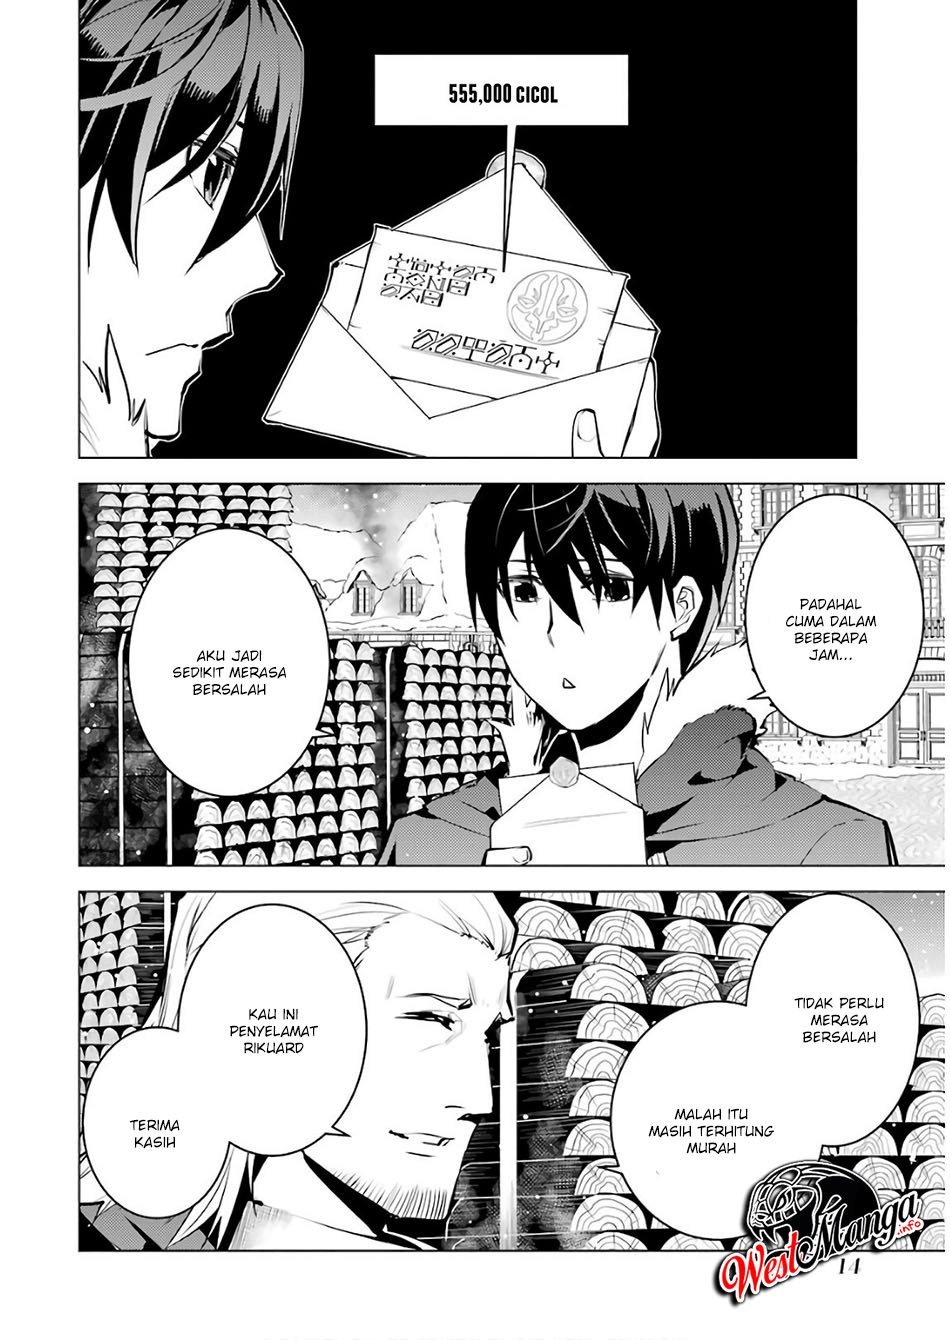 555,000 CICOL
PADAHAL
CUMA DALAM
BEBERAPA
JAM...
AKU JADI
SEDIKIT MERASA
BERSALAH
TIDAK PERLU
MERASA
BERSALAH
MALAH ITU
MASIH TERHITUNG
MURAH
KAU INI
PENYELAMAT
RIKUARD
TERIMA
KASIH
WestManga
.info
14